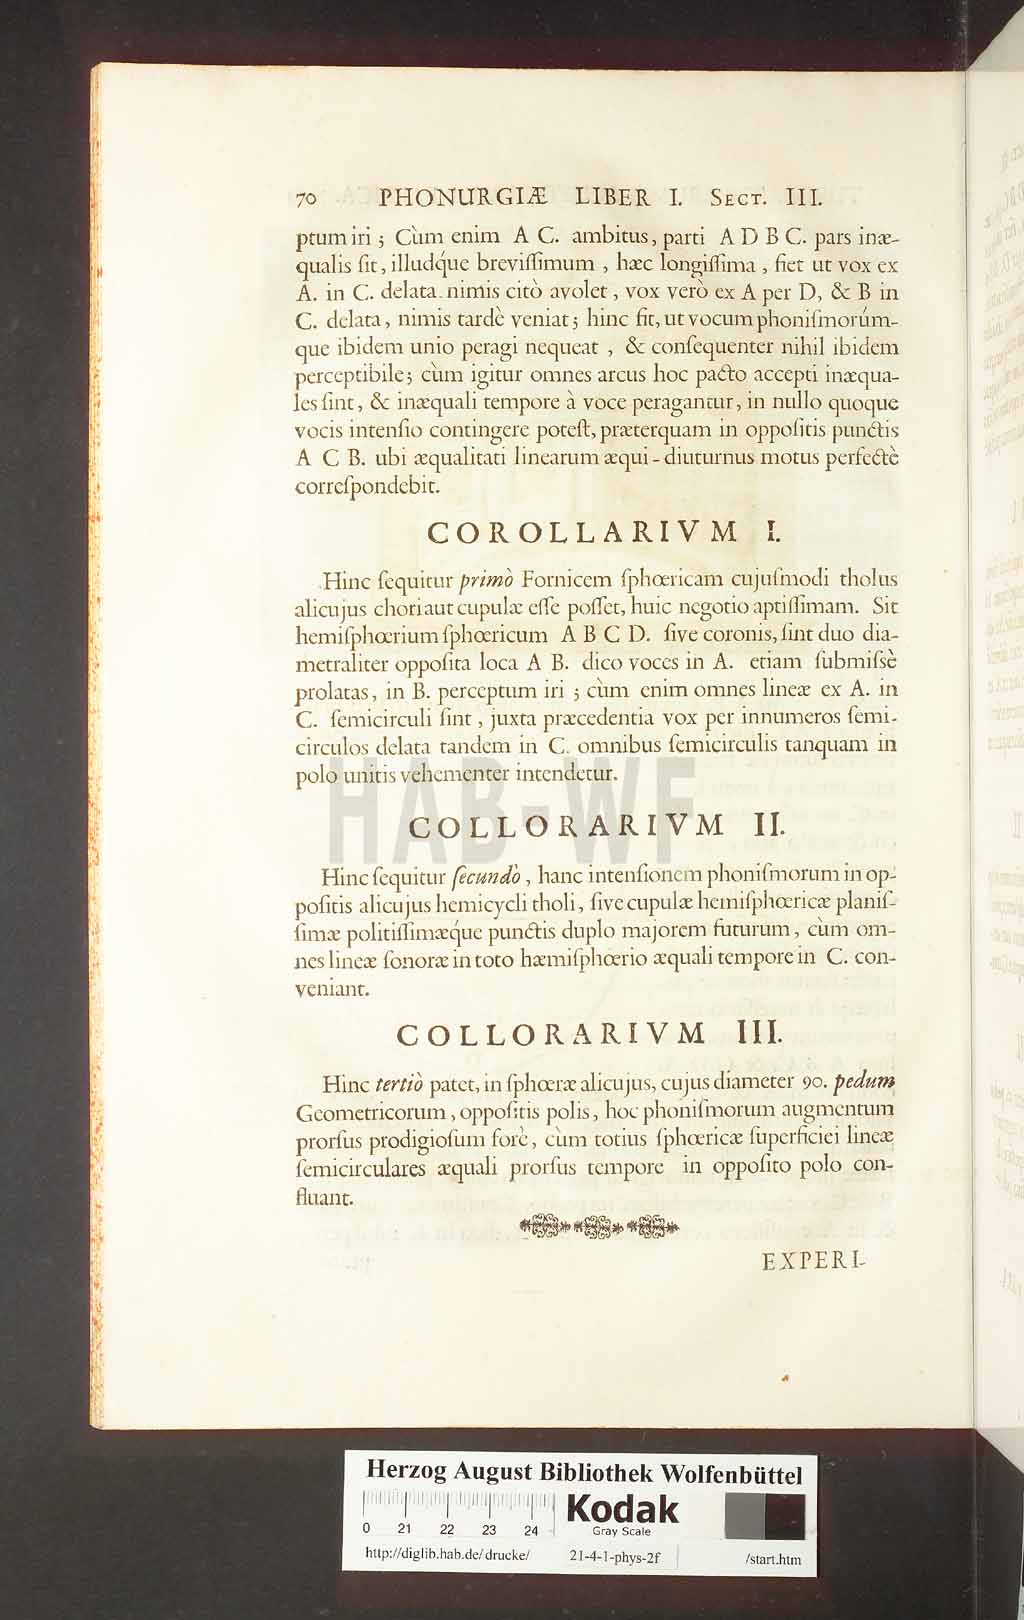 70 PHONURGIÆ LIBER I. SECT. III.
ptum iri ; Cùm enim A C. ambitus, parti A D B C. pars inæ-
qualis ſit, illudq́ue breviſſimum , hæc longiſſima , fiet ut vox ex
A. in C. delata nimis citò avolet , vox verò ex A per D, & B in
C. delata, nimis tardè veniat; hinc fit, ut vocum phoniſmorúm-
que ibidem unio peragi nequeat , & conſequenter nihil ibidem
perceptibile; cùm igitur omnes arcus hoc pacto accepti inæqua-
les ſint, & inæquali tempore à voce peragantur, in nullo quoque
vocis intenſio contingere poteſt, præterquam in oppoſitis punctis
A C B. ubi æqualitati linearum æqui-diuturnus motus perfectè
correſpondebit.
COROLLARIVM I.
Hinc ſequitur primò Fornicem ſphœricam cujuſmodi tholus
alicujus chori aut cupulæ eſſe poſſet, huic negotio aptiſſimam. Sit
hemiſphœrium ſphœricum A B C D. ſive coronis, ſint duo dia-
metraliter oppoſita loca A B. dico voces in A. etiam ſubmiſsè
prolatas, in B. perceptum iri ; cùm enim omnes lineæ ex A. in
C. ſemicirculi ſint , juxta præcedentia vox per innumeros ſemi-
circulos delata tandem in C. omnibus ſemicirculis tanquam in
polo unitis vehementer intendetur.
HAB-WF
COLLORARIVM II.
Hinc ſequitur ſecundò , hanc intenſionem phoniſmorum in op-
poſitis alicujus hemicycli tholi, ſive cupulæ hemiſphœricæ planiſ-
ſimæ politiſſimæq́ue punctis duplo majorem futurum, cùm om-
nes lineæ ſonoræ in toto hæmiſphœrio æquali tempore in C. con-
veniant.
COLLORARIVM III.
Hinc tertiò patet, in ſphœræ alicujus, cujus diameter 90. pedum
Geometricorum, oppoſitis polis, hoc phoniſmorum augmentum
prorſus prodigioſum forè, cùm totius ſphœricæ ſuperficiei lineæ
ſemicirculares æquali prorſus tempore in oppoſito polo con-
fluant.
EXPERI-
Herzog August Bibliothek Wolfenbüttel
0 21 22 23 24
Kodak
Gray Scale
http://diglib.hab.de/drucke/ 21-4-1-phys-2f /start.htm